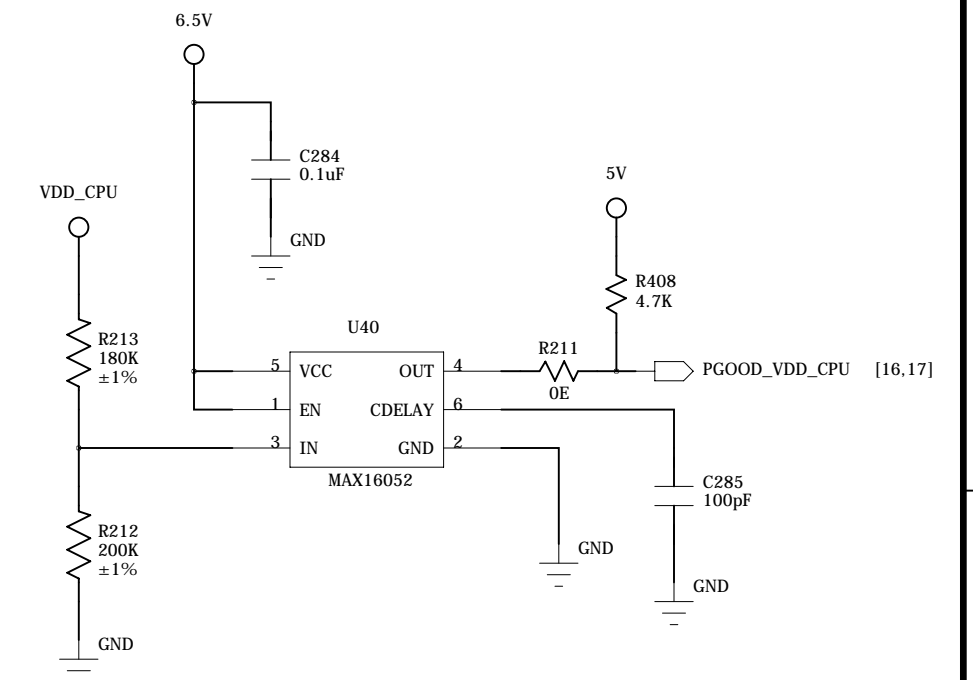 6.5V
C284
0.1uF
GND
VDD_CPU
5V
R408
4.7K
R213
180K
±1%
U40
5 VCC OUT 4
1 EN CDELAY 6
3 IN GND 2
MAX16052
R211
0E
PGOOD_VDD_CPU [16,17]
C285
100pF
GND
GND
R212
200K
±1%
GND